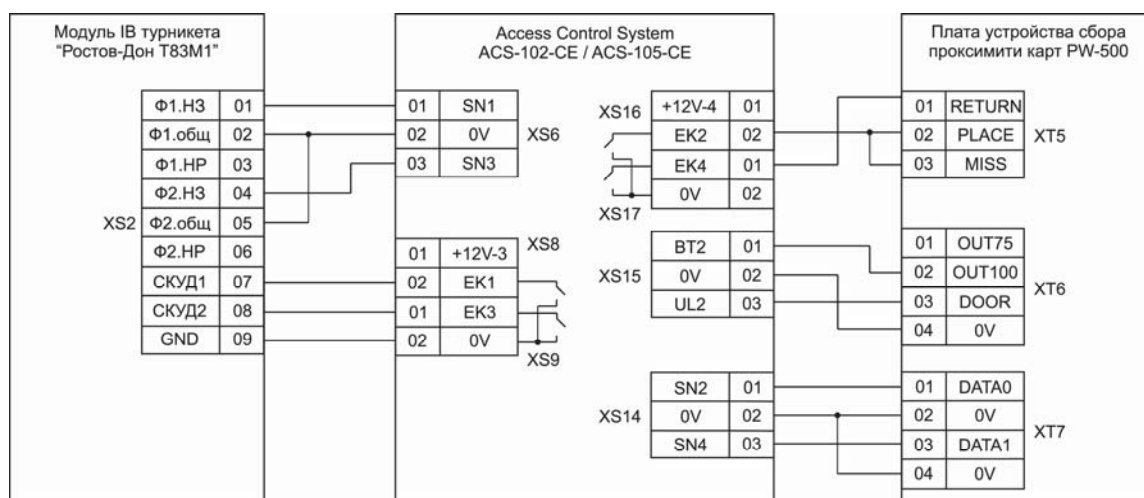 Модуль IB турникета
“Ростов-Дон Т83М1”
XS2
Ф1.НЗ 01
Ф1.общ 02
Ф1.НР 03
Ф2.НЗ 04
Ф2.общ 05
Ф2.НР 06
СКУД1 07
СКУД2 08
GND 09
Access Control System
ACS-102-CE / ACS-105-CE
01 SN1
02 0V
03 SN3
XS6
XS8
01 +12V-3
02 EK1
01 EK3
02 0V
XS9
XS16
+12V-4 01
EK2 02
EK4 01
0V 02
XS17
XS15
BT2 01
0V 02
UL2 03
XS14
SN2 01
0V 02
SN4 03
Плата устройства сбора
проксимити карт PW-500
01 RETURN
02 PLACE
03 MISS
XT5
01 OUT75
02 OUT100
03 DOOR
04 0V
XT6
01 DATA0
02 0V
03 DATA1
04 0V
XT7